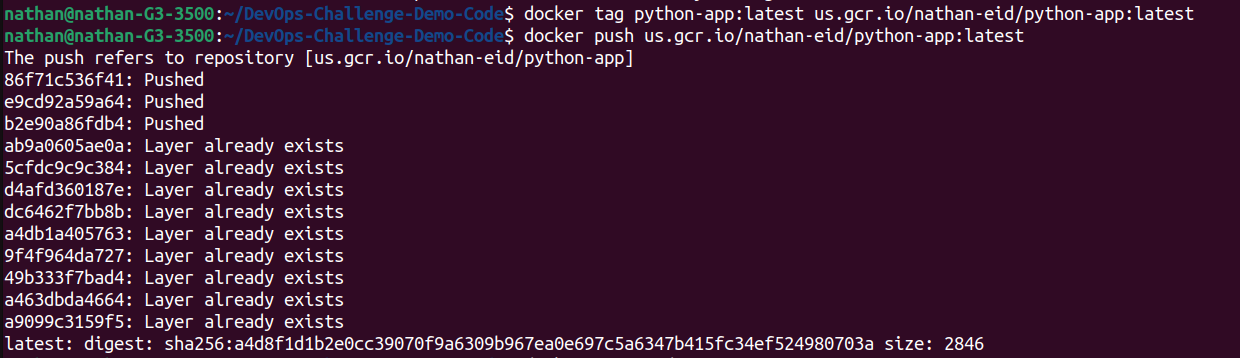 nathan@nathan-G3-3500:~/DevOps-Challenge-Demo-Code$ docker tag python-app:latest us.gcr.io/nathan-eid/python-app:latest
nathan@nathan-G3-3500:~/DevOps-Challenge-Demo-Code$ docker push us.gcr.io/nathan-eid/python-app:latest
The push refers to repository [us.gcr.io/nathan-eid/python-app]
86f71c536f41: Pushed
e9cd92a59a64: Pushed
b2e90a86fdb4: Pushed
ab9a0605ae0a: Layer already exists
5cfdc9c9c384: Layer already exists
d4afd360187e: Layer already exists
dc6462f7bb8b: Layer already exists
a4db1a405763: Layer already exists
9f4f964da727: Layer already exists
49b333f7bad4: Layer already exists
a463dbda4664: Layer already exists
a9099c3159f5: Layer already exists
latest: digest: sha256:a4d8f1d1b2e0cc39070f9a6309b967ea0e697c5a6347b415fc34ef524980703a size: 2846